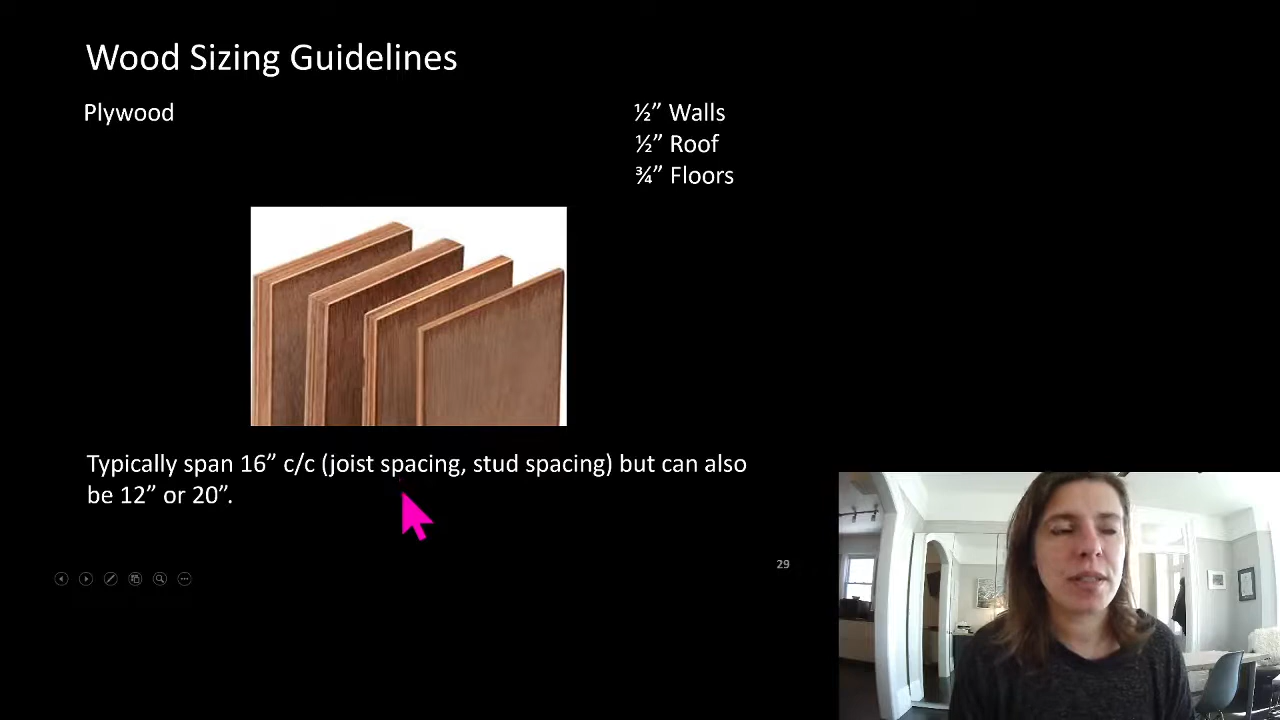 Wood Sizing Guidelines
Plywood
½” Walls
½” Roof
¾” Floors
Typically span 16” c/c (joist spacing, stud spacing) but can also
be 12” or 20”.
29